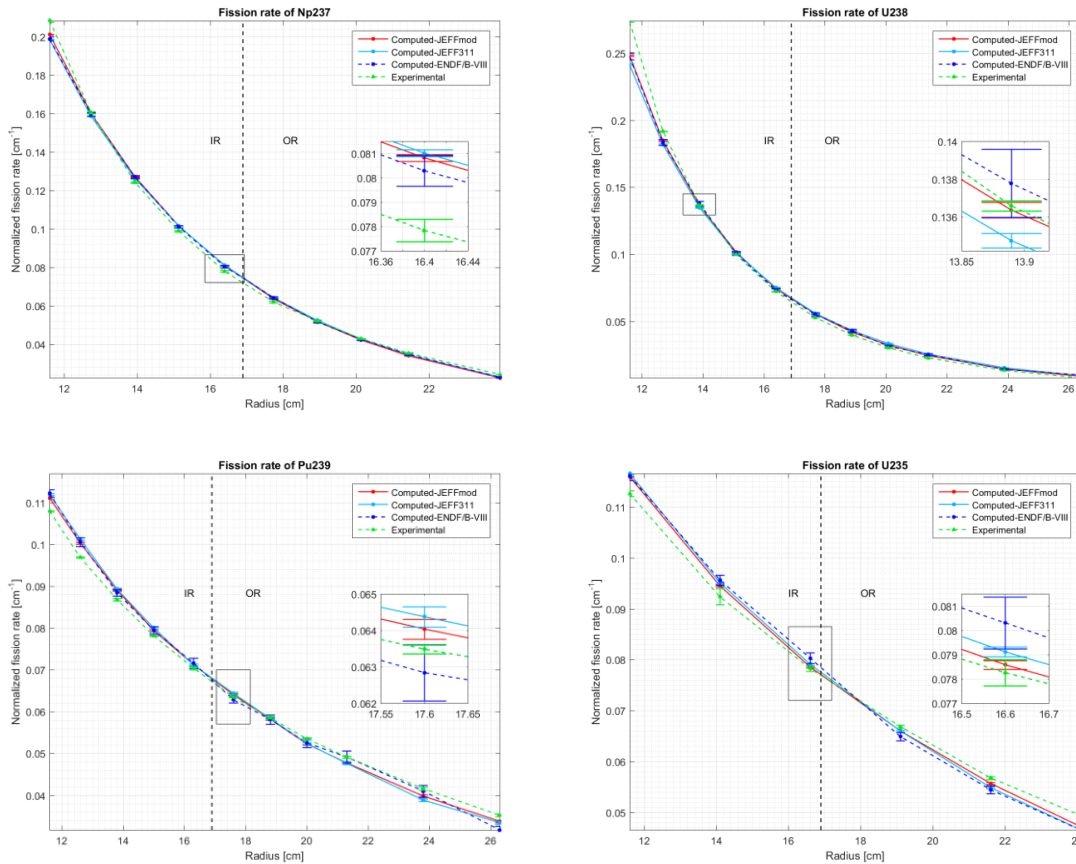 Fission rate of Np237
Normalized fission rate [cm⁻¹]
0.2
0.18
0.16
0.14
0.12
0.1
0.08
0.06
0.04
12 14 16 18 20 22
Radius [cm]
IR OR
Computed-JEFFmod
Computed-JEFF311
Computed-ENDF/B-VIII
Experimental
0.081
0.08
0.079
0.078
0.077
16.36 16.4 16.44
Fission rate of U238
Normalized fission rate [cm⁻¹]
0.25
0.2
0.15
0.1
0.05
12 14 16 18 20 22 24 26
Radius [cm]
IR OR
Computed-JEFFmod
Computed-JEFF311
Computed-ENDF/B-VIII
Experimental
0.14
0.138
0.136
13.85 13.9
Fission rate of Pu239
Normalized fission rate [cm⁻¹]
0.11
0.1
0.09
0.08
0.07
0.06
0.05
0.04
12 14 16 18 20 22 24 26
Radius [cm]
IR OR
Computed-JEFFmod
Computed-JEFF311
Computed-ENDF/B-VIII
Experimental
0.065
0.064
0.063
0.062
17.55 17.6 17.65
Fission rate of U235
Normalized fission rate [cm⁻¹]
0.11
0.1
0.09
0.08
0.07
0.06
0.05
12 14 16 18 20 22 24
Radius [cm]
IR OR
Computed-JEFFmod
Computed-JEFF311
Computed-ENDF/B-VIII
Experimental
0.081
0.08
0.079
0.078
0.077
16.5 16.6 16.7